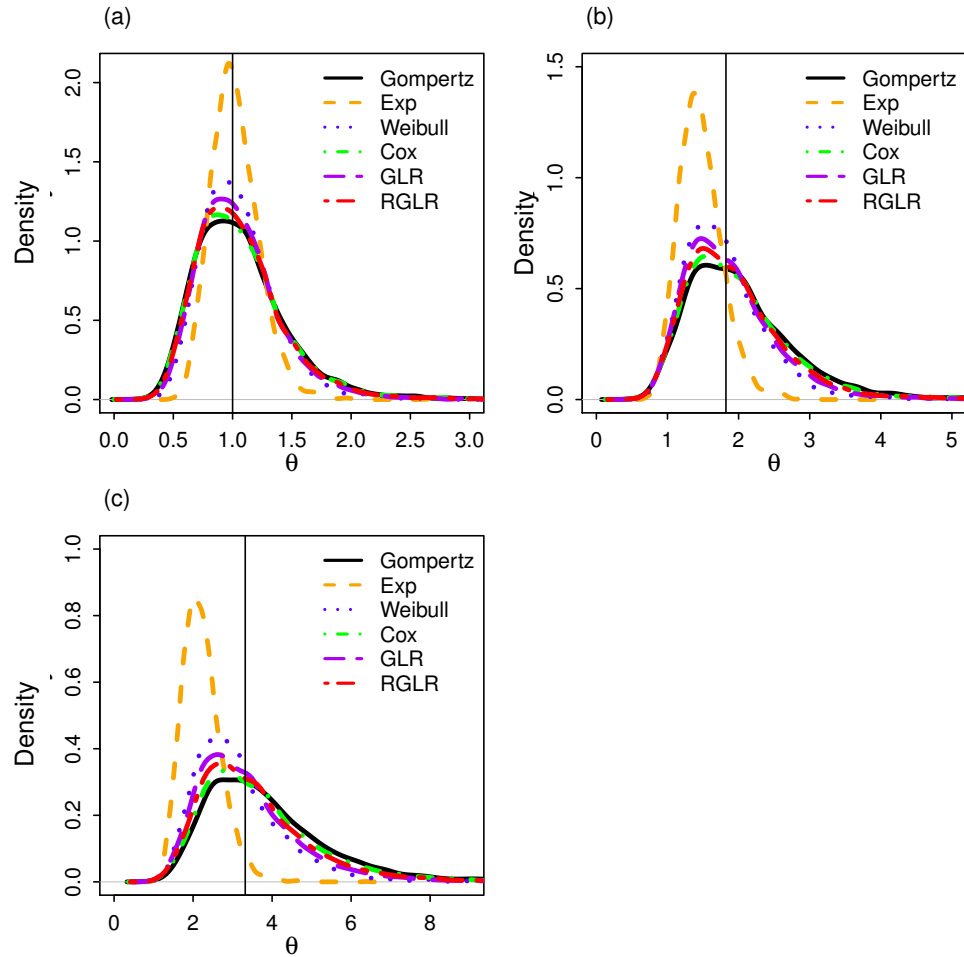 (a)
Density
0.0 0.5 1.0 1.5 2.0
Gompertz
Exp
Weibull
Cox
GLR
RGLR
0.0 0.5 1.0 1.5 2.0 2.5 3.0
θ
(b)
Density
0.0 0.5 1.0 1.5
Gompertz
Exp
Weibull
Cox
GLR
RGLR
0 1 2 3 4 5
θ
(c)
Density
0.0 0.2 0.4 0.6 0.8 1.0
Gompertz
Exp
Weibull
Cox
GLR
RGLR
0 2 4 6 8
θ